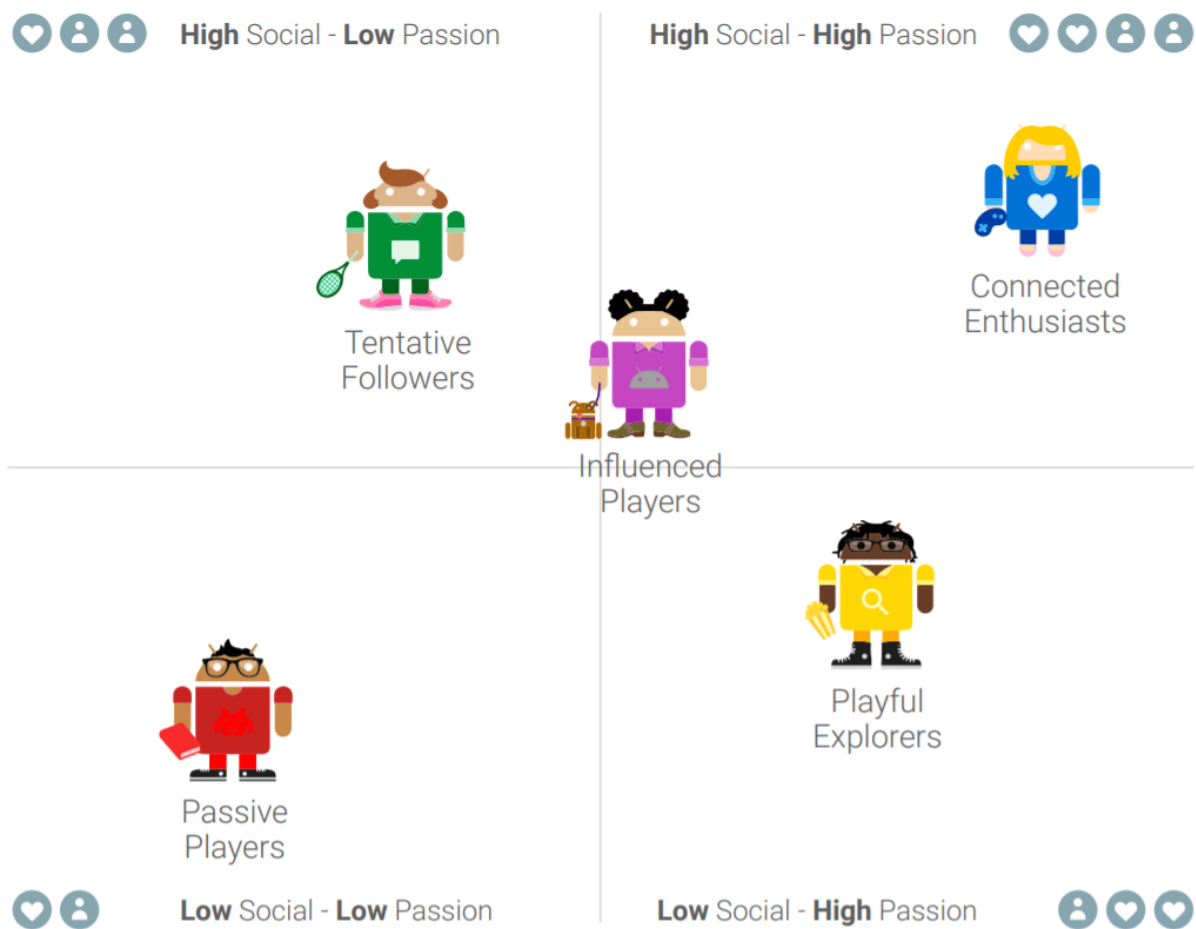 High Social - Low Passion
High Social - High Passion
Connected
Enthusiasts
Tentative
Followers
Influenced
Players
Playful
Explorers
Passive
Players
Low Social - Low Passion
Low Social - High Passion